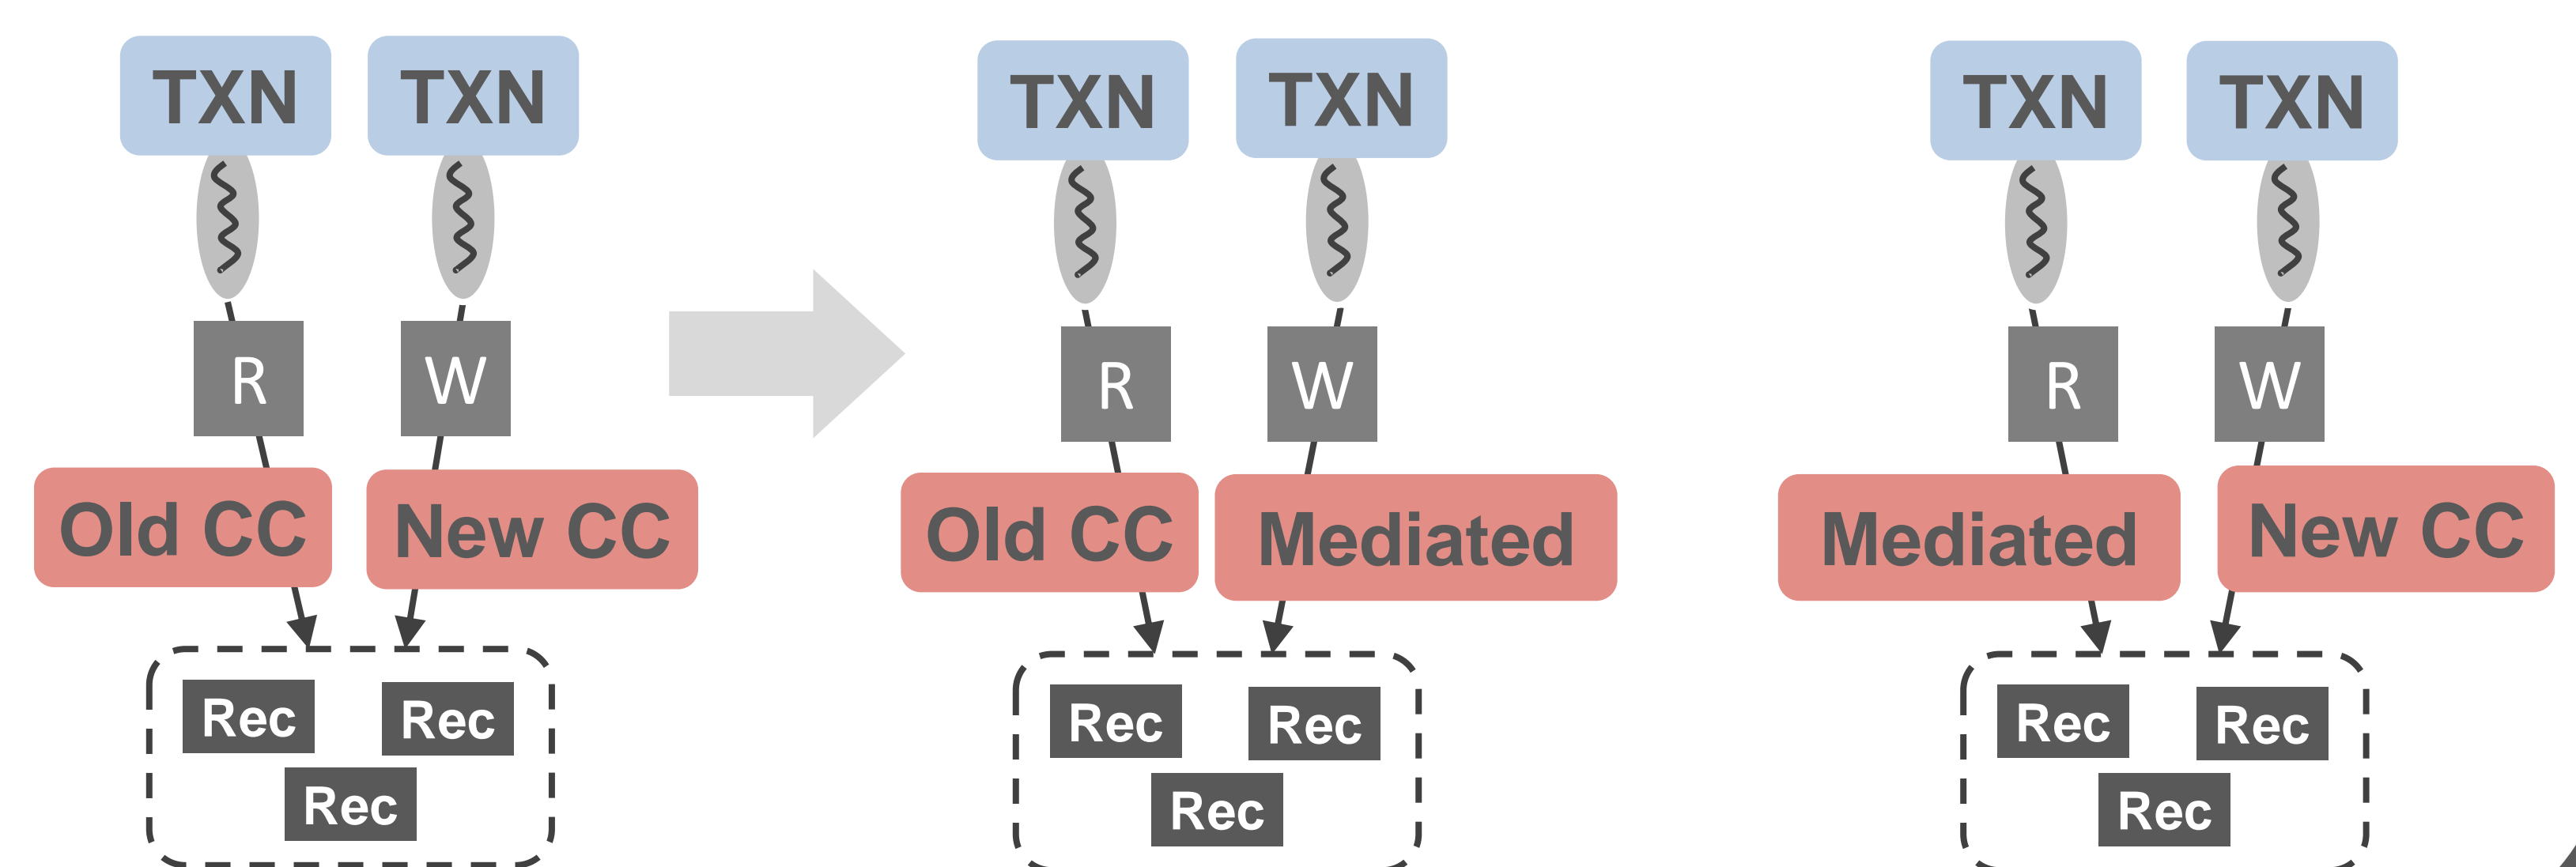 TXN TXN TXN TXN TXN TXN
R W R W R W
Old CC New CC Old CC Mediated Mediated New CC
Rec Rec Rec Rec Rec Rec
Rec Rec Rec